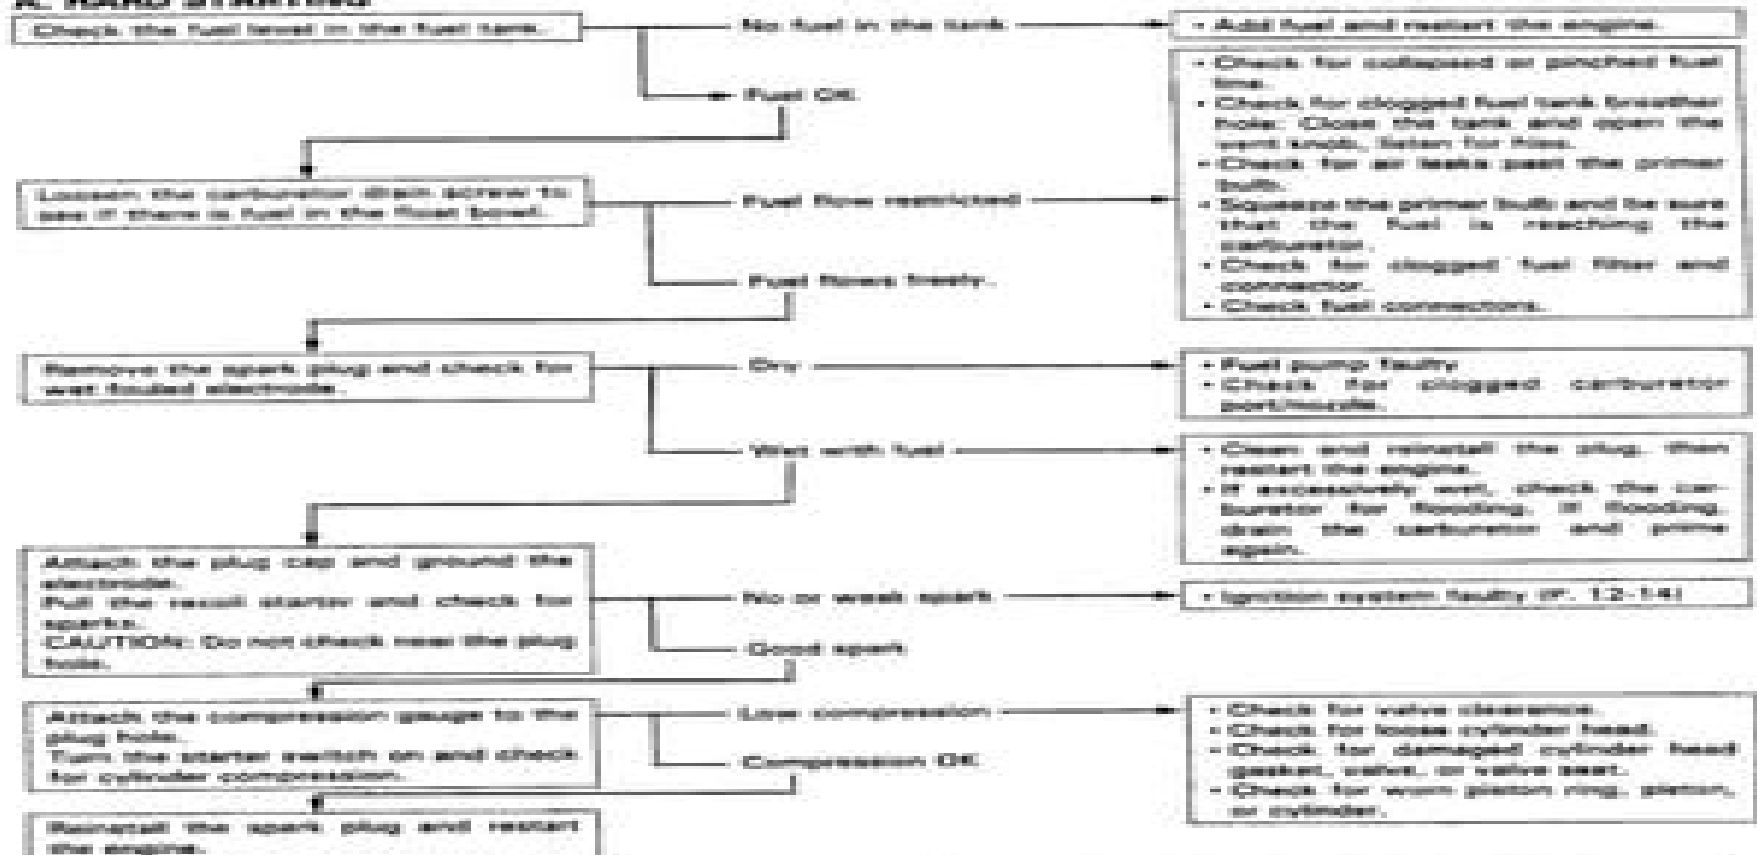 HARD STARTING
Check the fuel level in the fuel tank.
No fuel in the tank
• Add fuel and restart the engine.
Fuel OK
• Check for collapsed or pinched fuel
line.
• Check for clogged fuel tank breather
hole: Close the tank and open the
vent knob, listen for hiss.
• Check for air leaks past the primer
bulb.
• Squeeze the primer bulb and be sure
that the fuel is reaching the
carburetor.
• Check for clogged fuel filter and
connector.
• Check fuel connectors.
Loosen the carburetor drain screw to
see if there is fuel in the float bowl.
Fuel flow restricted
Fuel flows freely.
Remove the spark plug and check for
wet-fouled electrode.
Dry
• Fuel pump faulty
• Check for clogged carburetor
port/nozzle.
Wet with fuel
• Clean and reinstall the plug, then
restart the engine.
• If excessively wet, check the car-
buretor for flooding, If flooding,
drain the carburetor and prime
again.
Attach the plug cap and ground the
electrode.
Pull the recoil starter and check for
sparks.
CAUTION: Do not check near the plug
hole.
No or weak spark
• Ignition system faulty (P. 12-14)
Good spark
Attach the compression gauge to the
plug hole.
Turn the starter switch on and check
for cylinder compression.
Low compression
• Check for valve clearance.
• Check for loose cylinder head.
• Check for damaged cylinder head
gasket, valve, or valve seat.
• Check for worn piston ring, piston,
or cylinder.
Compression OK
Reinstall the spark plug and restart
the engine.